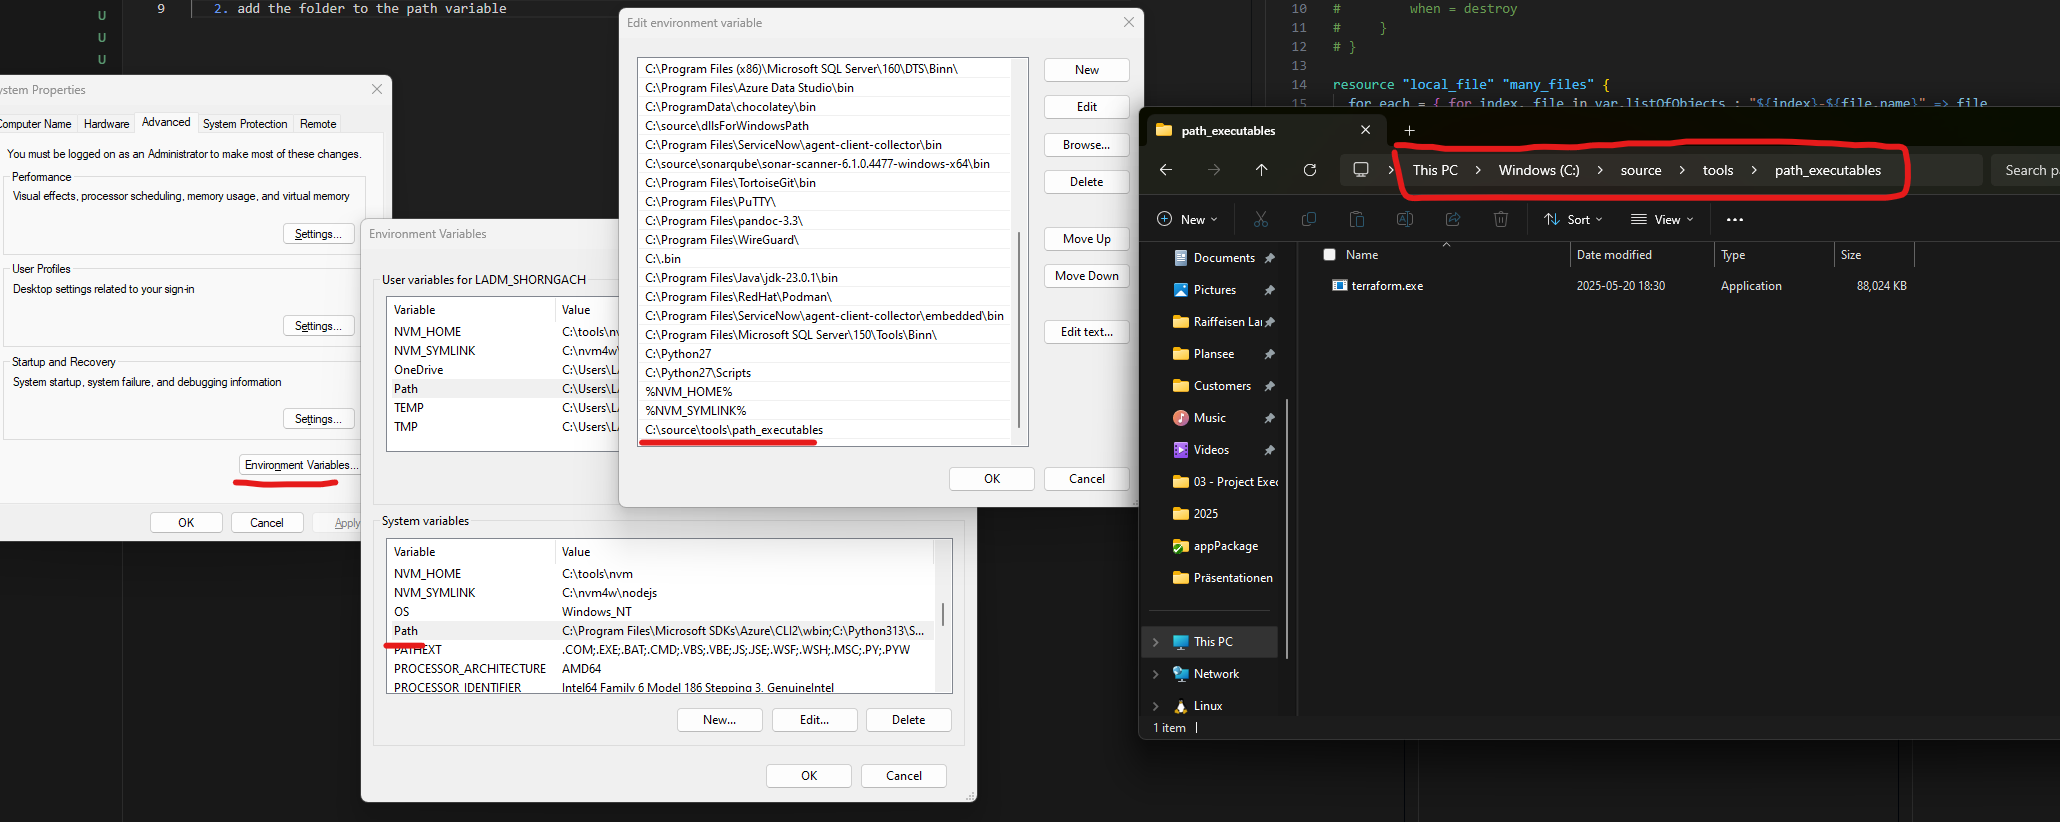 U
U
U
9 2. add the folder to the path variable
10 # when = destroy
11 # }
12 # }
13
14 resource "local_file" "many_files" {
15 for_each = { for index, file in var.listOfObjects : "${index}-${file.name}" => file
ystem Properties
Computer Name Hardware Advanced System Protection Remote
You must be logged on as an Administrator to make most of these changes.
Performance
Visual effects, processor scheduling, memory usage, and virtual memory
Settings...
User Profiles
Desktop settings related to your sign-in
Settings...
Startup and Recovery
System startup, system failure, and debugging information
Settings...
Environment Variables...
OK Cancel Apply
Environment Variables
User variables for LADM_SHORNGACH
Variable Value
NVM_HOME C:\tools\nv
NVM_SYMLINK C:\nvm4w\
OneDrive C:\Users\LA
Path C:\Users\LA
TEMP C:\Users\LA
TMP C:\Users\LA
System variables
Variable Value
NVM_HOME C:\tools\nvm
NVM_SYMLINK C:\nvm4w\nodejs
OS Windows_NT
Path C:\Program Files\Microsoft SDKs\Azure\CLI2\wbin;C:\Python313\S...
PATHEXT .COM;.EXE;.BAT;.CMD;.VBS;.VBE;.JS;.JSE;.WSF;.WSH;.MSC;.PY;.PYW
PROCESSOR_ARCHITECTURE AMD64
PROCESSOR_IDENTIFIER Intel64 Family 6 Model 186 Stepping 3, GenuineIntel
New... Edit... Delete
OK Cancel
Edit environment variable
C:\Program Files (x86)\Microsoft SQL Server\160\DTS\Binn\
C:\Program Files\Azure Data Studio\bin
C:\ProgramData\chocolatey\bin
C:\source\dllsForWindowsPath
C:\Program Files\ServiceNow\agent-client-collector\bin
C:\source\sonarqube\sonar-scanner-6.1.0.4477-windows-x64\bin
C:\Program Files\TortoiseGit\bin
C:\Program Files\PuTTY\
C:\Program Files\pandoc-3.3\
C:\Program Files\WireGuard\
C:\.bin
C:\Program Files\Java\jdk-23.0.1\bin
C:\Program Files\RedHat\Podman\
C:\Program Files\ServiceNow\agent-client-collector\embedded\bin
C:\Program Files\Microsoft SQL Server\150\Tools\Binn\
C:\Python27
C:\Python27\Scripts
%NVM_HOME%
%NVM_SYMLINK%
C:\source\tools\path_executables
New
Edit
Browse...
Delete
Move Up
Move Down
Edit text...
OK Cancel
path_executables
This PC > Windows (C:) > source > tools > path_executables
Search pa
New Sort View
Name Date modified Type Size
terraform.exe 2025-05-20 18:30 Application 88,024 KB
Documents
Pictures
Raiffeisen La
Plansee
Customers
Music
Videos
03 - Project Exec
2025
appPackage
Präsentationen
This PC
Network
Linux
1 item